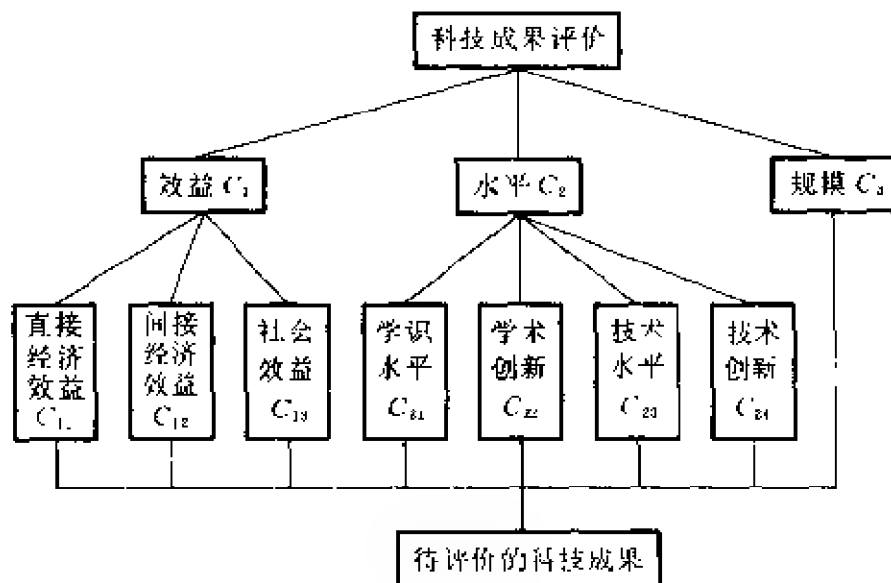 科技成果评价
效益 C₁
水平 C₂
规模 C₃
直接
经济
效益
C₁₁
间接
经济
效益
C₁₂
社会
效益
C₁₃
学识
水平
C₂₁
学术
创新
C₂₂
技术
水平
C₂₃
技术
创新
C₂₄
待评价的科技成果